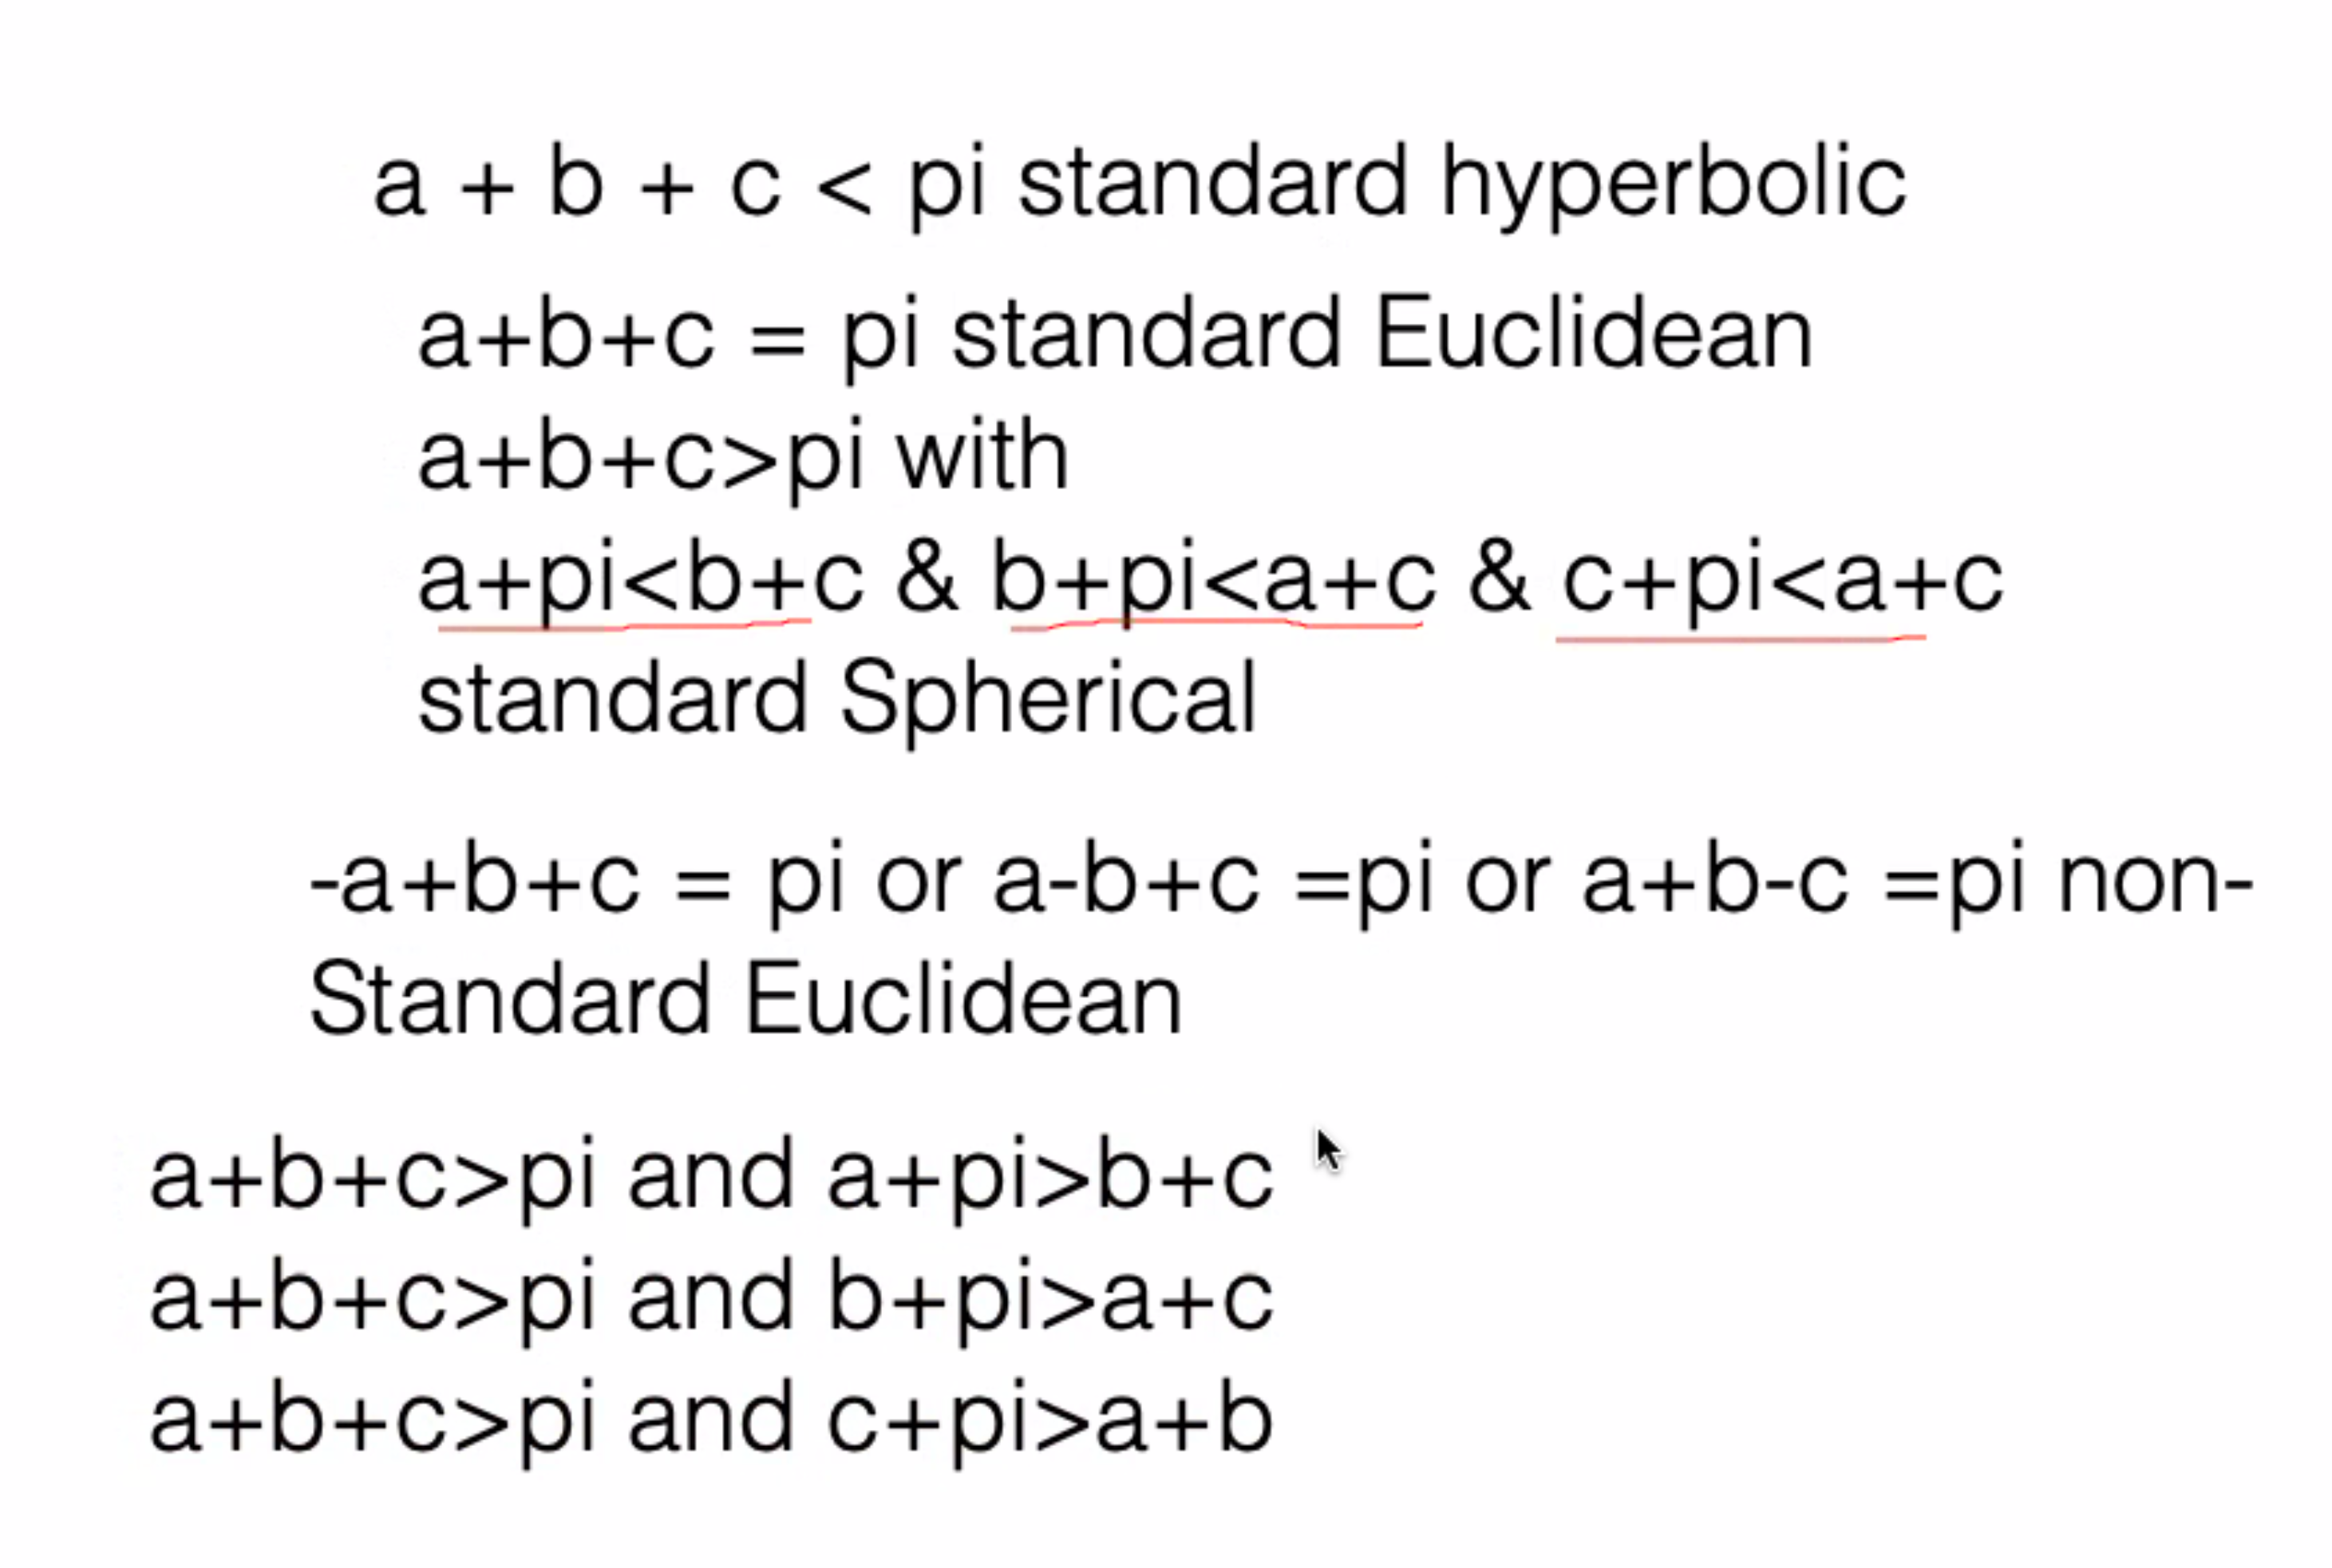 a + b + c < pi standard hyperbolic
a+b+c = pi standard Euclidean
a+b+c>pi with
a+pi<b+c & b+pi<a+c & c+pi<a+c
standard Spherical
-a+b+c = pi or a-b+c =pi or a+b-c =pi non-
Standard Euclidean
a+b+c>pi and a+pi>b+c
a+b+c>pi and b+pi>a+c
a+b+c>pi and c+pi>a+b